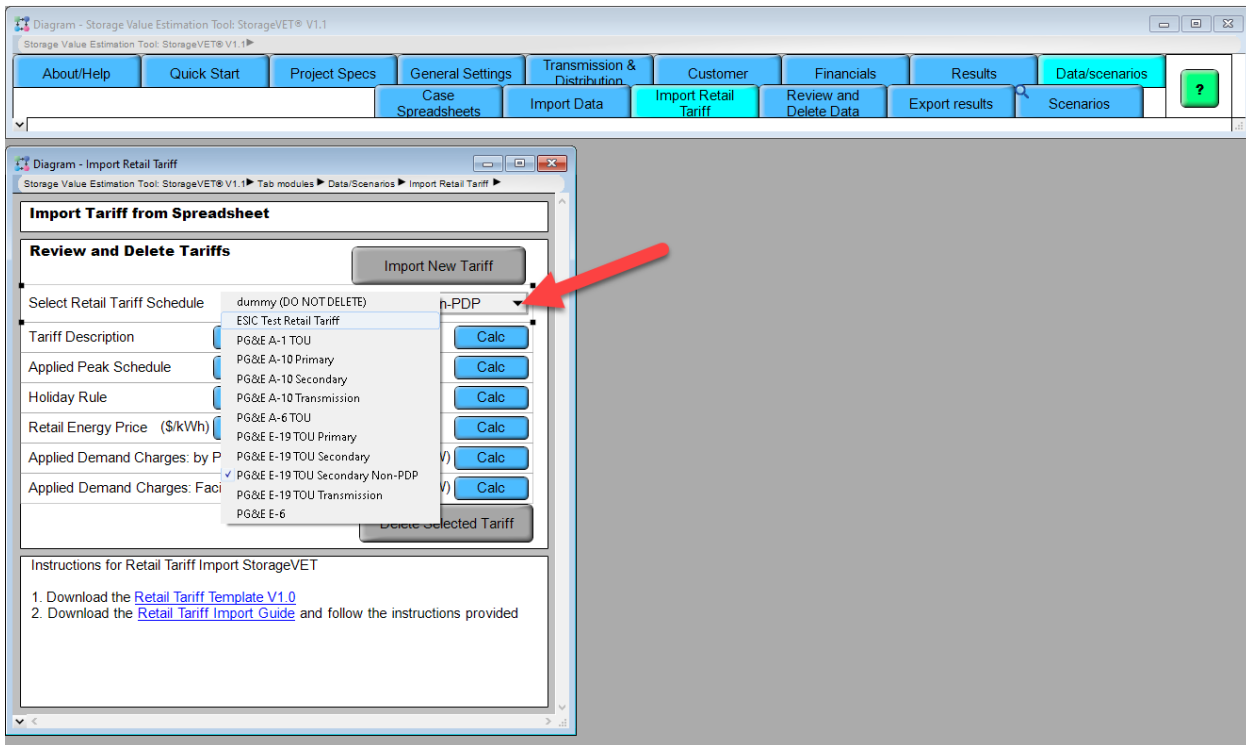 Diagram - Storage Value Estimation Tool: StorageVET® V1.1
Storage Value Estimation Tool: StorageVET® V1.1
About/Help
Quick Start
Project Specs
General Settings
Transmission & Distribution
Customer
Financials
Results
Data/scenarios
?
Case Spreadsheets
Import Data
Import Retail Tariff
Review and Delete Data
Export results
Scenarios
Diagram - Import Retail Tariff
Storage Value Estimation Tool: StorageVET® V1.1 Tab modules Data/Scenarios Import Retail Tariff
Import Tariff from Spreadsheet
Review and Delete Tariffs
Import New Tariff
Select Retail Tariff Schedule
n-PDP
dummy (DO NOT DELETE)
ESIC Test Retail Tariff
PG&E A-1 TOU
PG&E A-10 Primary
PG&E A-10 Secondary
PG&E A-10 Transmission
PG&E A-6 TOU
PG&E E-19 TOU Primary
PG&E E-19 TOU Secondary
PG&E E-19 TOU Secondary Non-PDP
PG&E E-19 TOU Transmission
PG&E E-6
Tariff Description
Calc
Applied Peak Schedule
Calc
Holiday Rule
Calc
Retail Energy Price ($/kWh)
Calc
Applied Demand Charges: by P
Calc
Applied Demand Charges: Faci
Calc
Delete Selected Tariff
Instructions for Retail Tariff Import StorageVET
1. Download the Retail Tariff Template V1.0
2. Download the Retail Tariff Import Guide and follow the instructions provided